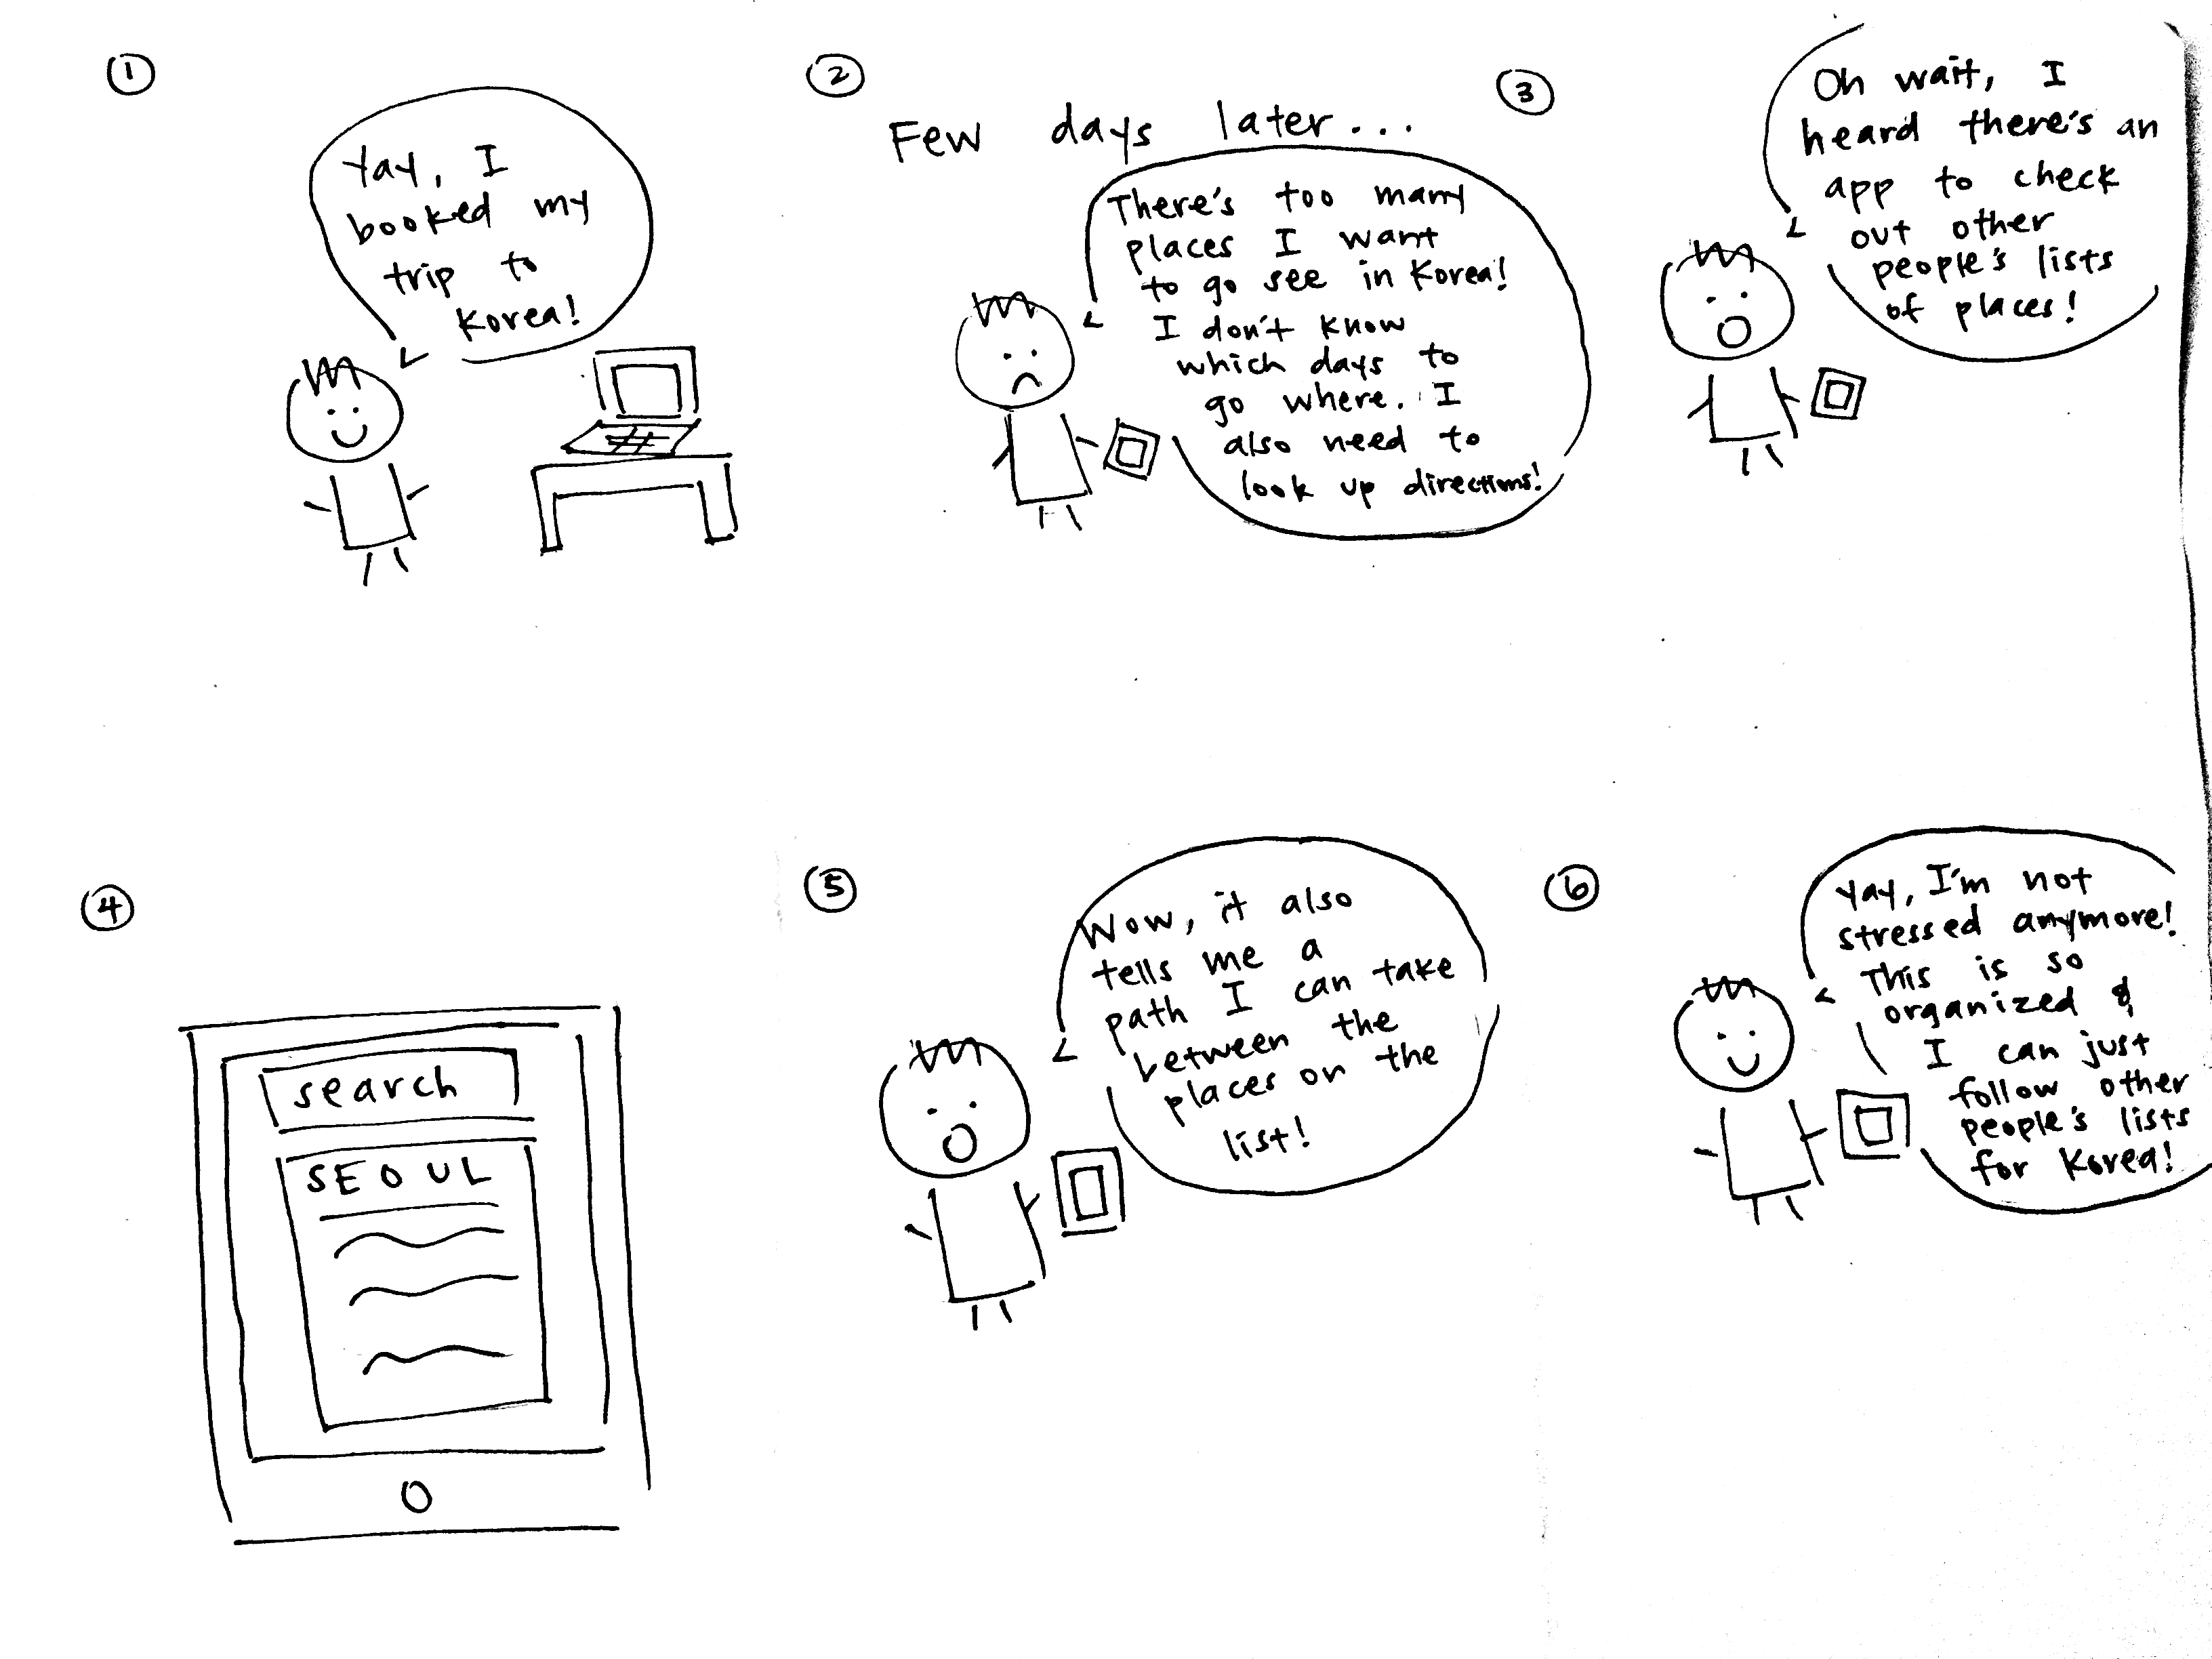 1
Yay, I
booked my
trip to
Korea!
2
Few days later...
There's too many
places I want
to go see in Korea!
I don't know
which days to
go where. I
also need to
look up directions!
3
Oh wait, I
heard there's an
app to check
out other
people's lists
of places!
4
search
SEOUL
5
Wow, it also
tells me a
path I can take
between the
places on the
list!
6
Yay, I'm not
stressed anymore!
This is so
organized &
I can just
follow other
people's lists
for Korea!